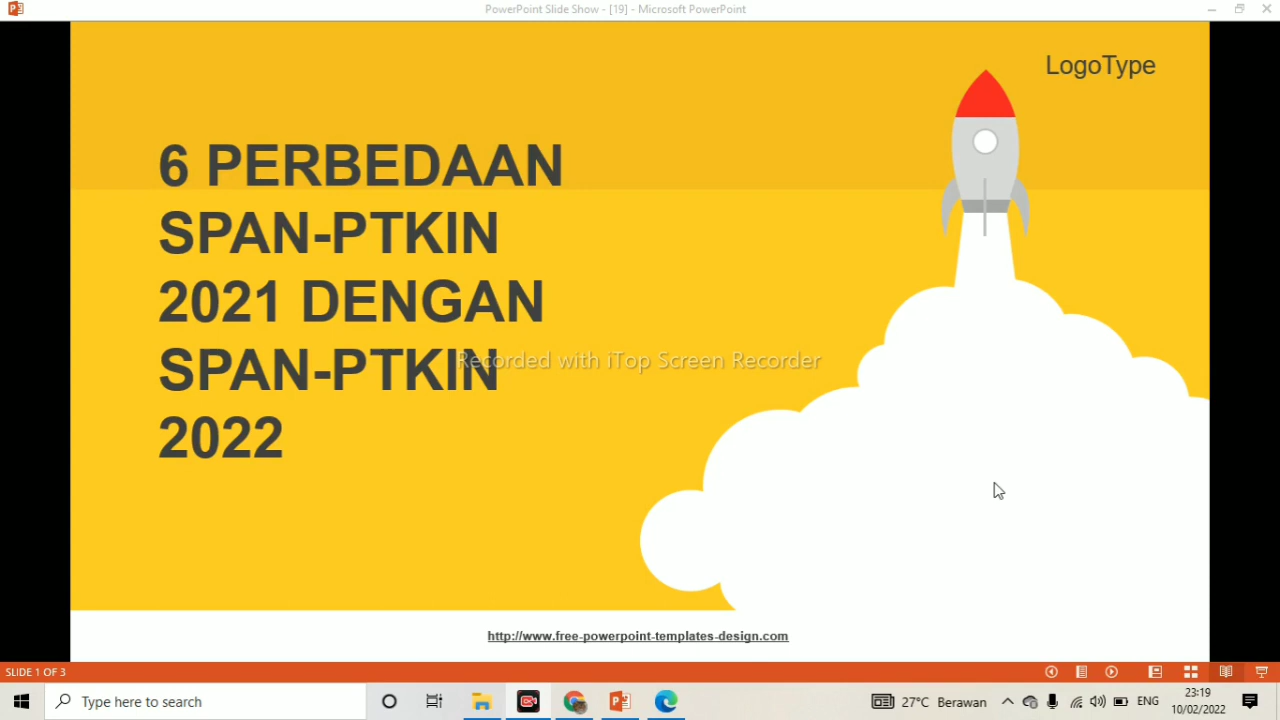 PowerPoint Slide Show - [19] - Microsoft PowerPoint
LogoType
6 PERBEDAAN
SPAN-PTKIN
2021 DENGAN
SPAN-PTKIN
2022
Recorded with iTop Screen Recorder
http://www.free-powerpoint-templates-design.com
SLIDE 1 OF 3
Type here to search
27°C Berawan
ENG
23:19
10/02/2022